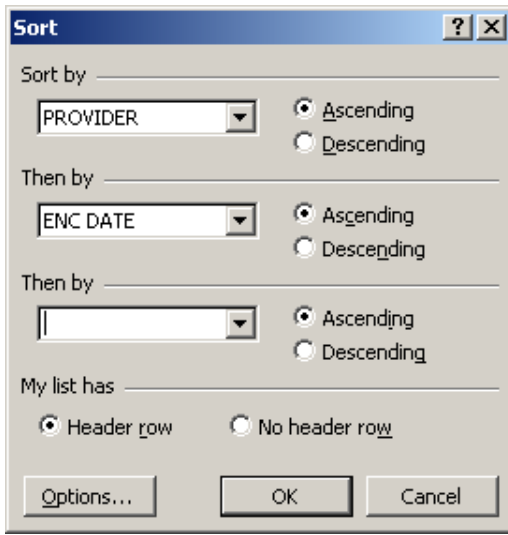 Sort
Sort by
PROVIDER
Ascending
Descending
Then by
ENC DATE
Ascending
Descending
Then by
Ascending
Descending
My list has
Header row
No header row
Options...
OK
Cancel